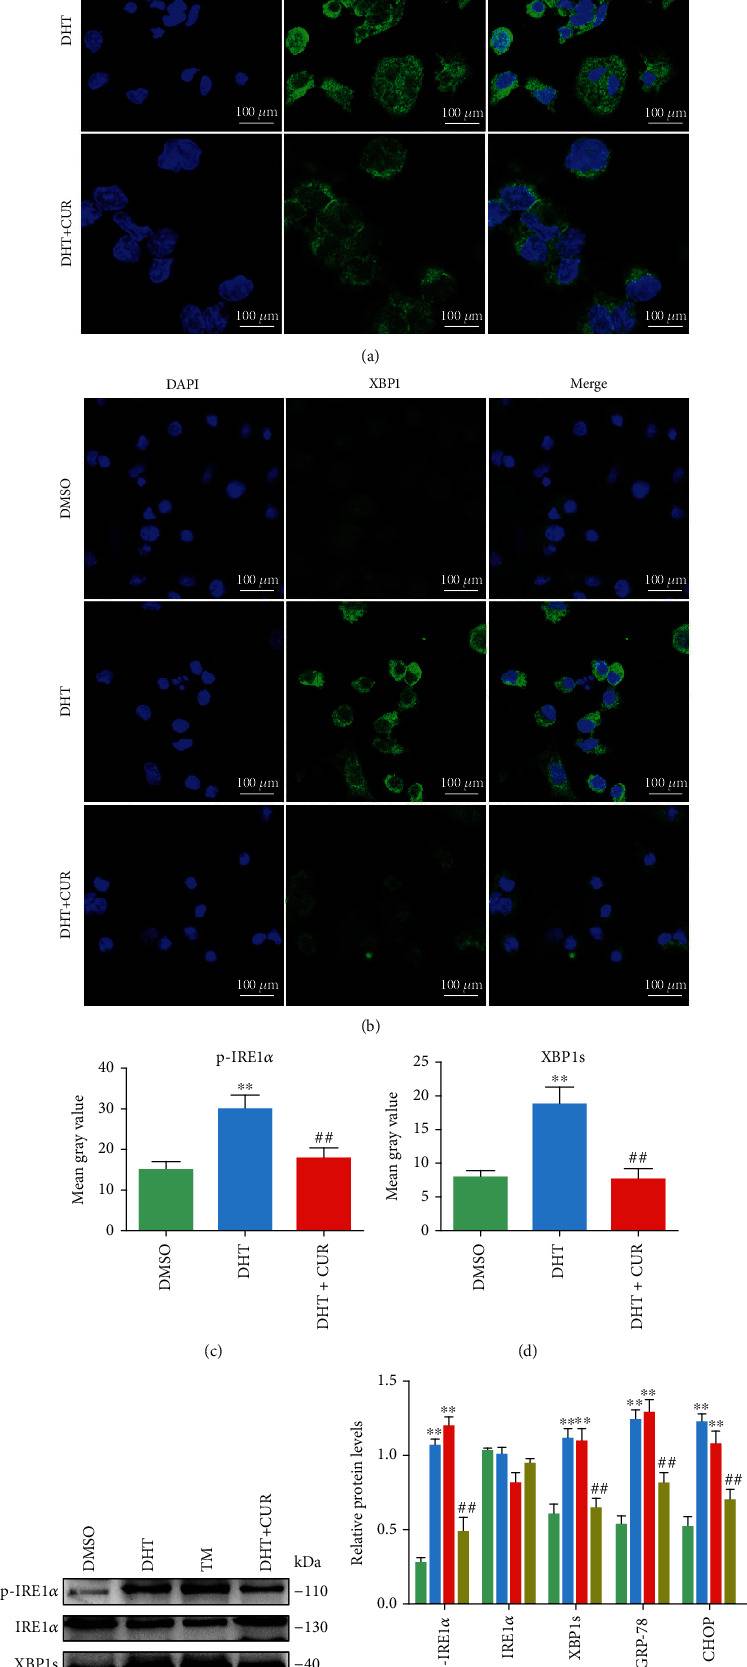 DHT
100 μm 100 μm 100 μm
DHT+CUR
100 μm 100 μm 100 μm
(a)
DAPI XBP1 Merge
DMSO
100 μm 100 μm 100 μm
DHT
100 μm 100 μm 100 μm
DHT+CUR
100 μm 100 μm 100 μm
(b)
p-IRE1α
Mean gray value
40
30
20
10
0
**
##
DMSO DHT DHT + CUR
(c)
XBP1s
Mean gray value
25
20
15
10
5
0
**
##
DMSO DHT DHT + CUR
(d)
DMSO DHT TM DHT+CUR
kDa
p-IRE1α –110
IRE1α –130
XBP1s –40
Relative protein levels
1.5
1.0
0.5
0.0
** ** ##
** ** ##
** ** ##
** ** ##
-IRE1α IRE1α XBP1s GRP-78 CHOP